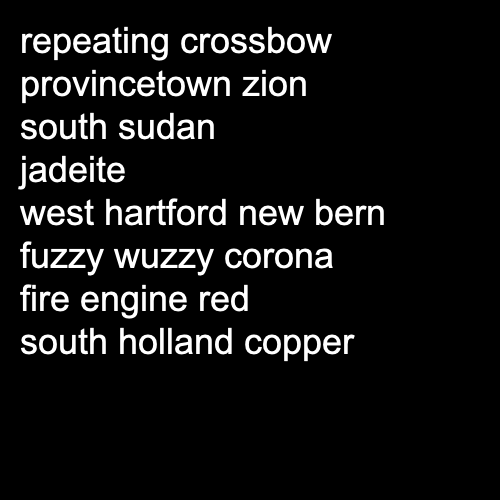 repeating crossbow
provincetown zion
south sudan
jadeite
west hartford new bern
fuzzy wuzzy corona
fire engine red
south holland copper